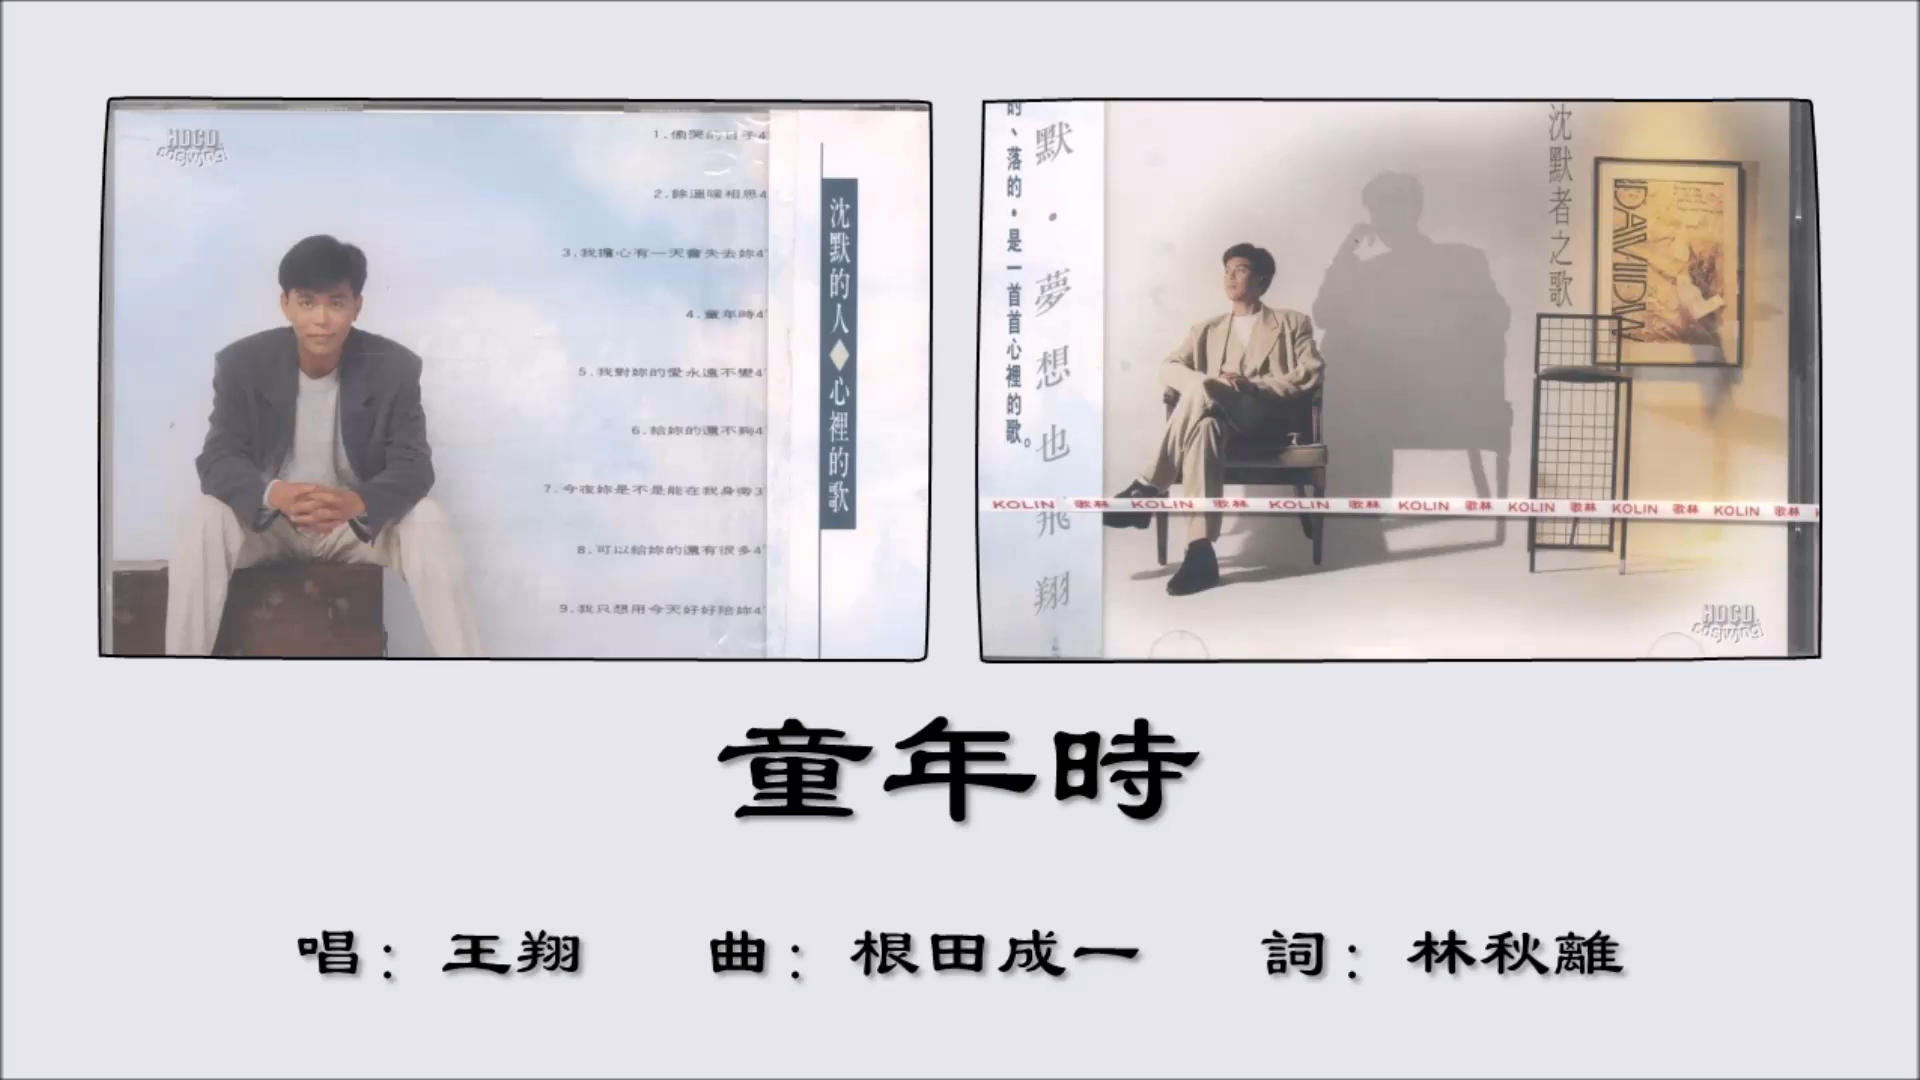 HDCD
1.偷哭的日子4'
2.餘溫暖相思4'
3.我擔心有一天會失去妳4'
4.童年時4'
5.我對妳的愛永遠不變4'
6.給妳的還不夠4'
7.今夜妳是不是能在我身旁3'
8.可以給妳的還有很多4'
9.我只想用今天好好陪妳4'
沈默的人◆心裡的歌
的、落的・是一首首心裡的歌。
默・夢想也飛翔
沈默者之歌
KOLIN 歌林 KOLIN 歌林 KOLIN 歌林 KOLIN 歌林 KOLIN 歌林 KOLIN 歌林 KOLIN 歌林
HDCD
童年時
唱：王翔 曲：根田成一 詞：林秋離